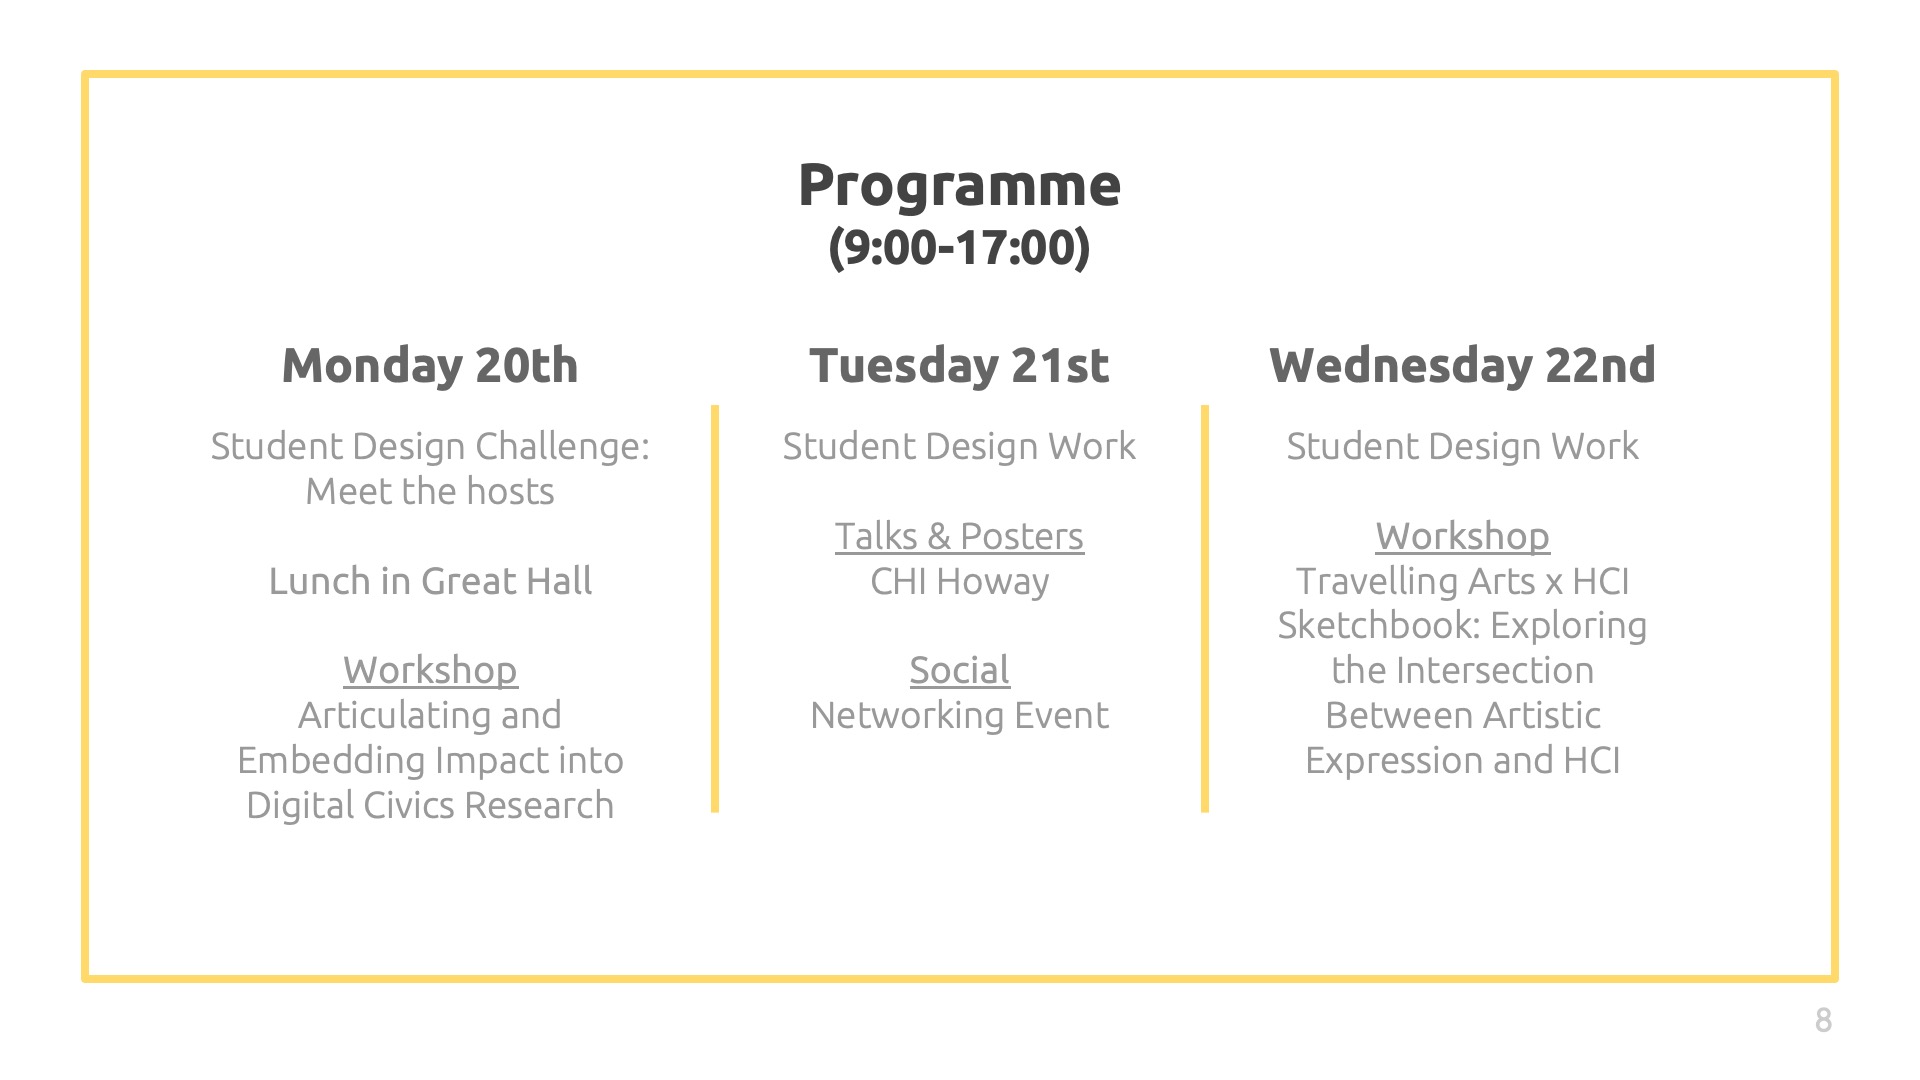 Programme
(9:00-17:00)
Monday 20th
Student Design Challenge:
Meet the hosts
Lunch in Great Hall
Workshop
Articulating and
Embedding Impact into
Digital Civics Research
Tuesday 21st
Student Design Work
Talks & Posters
CHI Howay
Social
Networking Event
Wednesday 22nd
Student Design Work
Workshop
Travelling Arts x HCI
Sketchbook: Exploring
the Intersection
Between Artistic
Expression and HCI
8